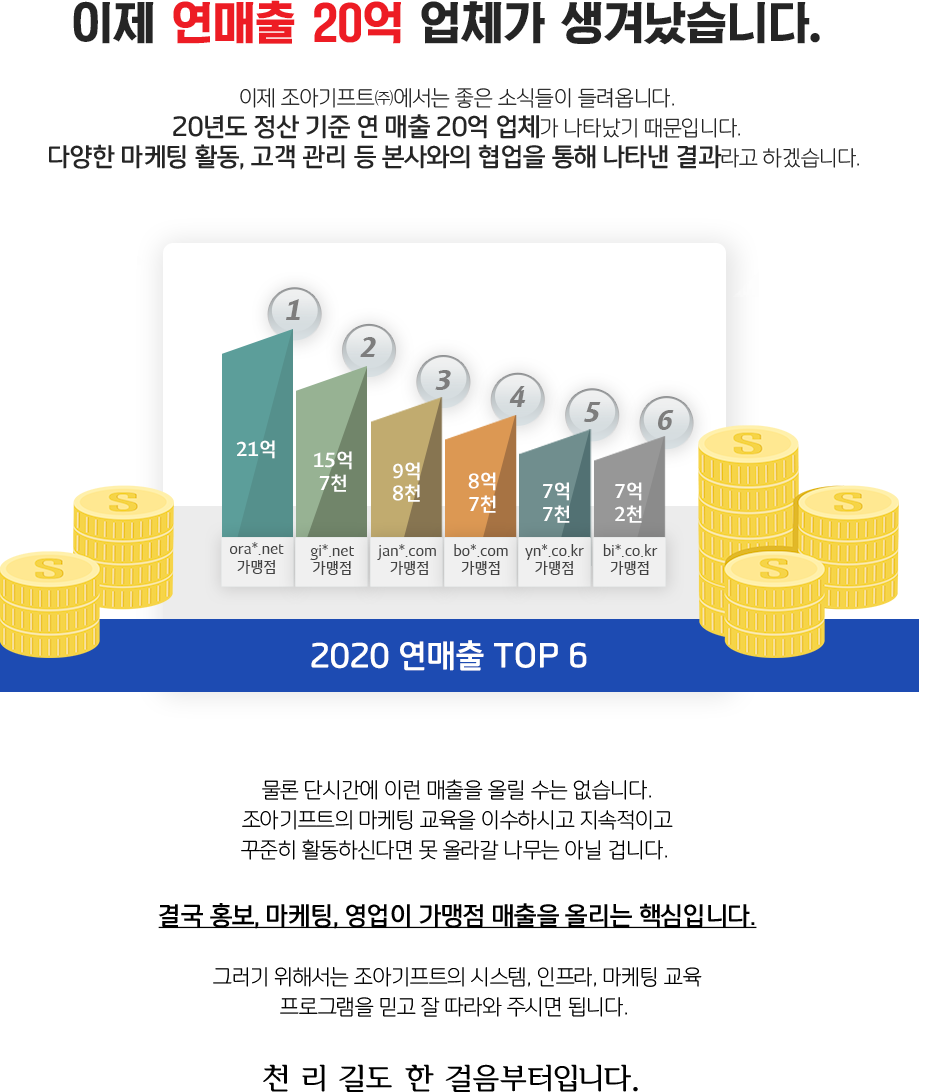 이제 연매출 20억 업체가 생겨났습니다.
이제 조아기프트㈜에서는 좋은 소식들이 들려옵니다.
20년도 정산 기준 연 매출 20억 업체가 나타났기 때문입니다.
다양한 마케팅 활동, 고객 관리 등 본사와의 협업을 통해 나타낸 결과라고 하겠습니다.
1
2
3
4
5
6
21억
15억
7천
9억
8천
8억
7천
7억
7천
7억
2천
ora*.net
가맹점
gi*.net
가맹점
jan*.com
가맹점
bo*.com
가맹점
yn*.co.kr
가맹점
bi*.co.kr
가맹점
S
S
S
S
S
2020 연매출 TOP 6
물론 단시간에 이런 매출을 올릴 수는 없습니다.
조아기프트의 마케팅 교육을 이수하시고 지속적이고
꾸준히 활동하신다면 못 올라갈 나무는 아닐 겁니다.
결국 홍보, 마케팅, 영업이 가맹점 매출을 올리는 핵심입니다.
그러기 위해서는 조아기프트의 시스템, 인프라, 마케팅 교육
프로그램을 믿고 잘 따라와 주시면 됩니다.
천 리 길도 한 걸음부터입니다.